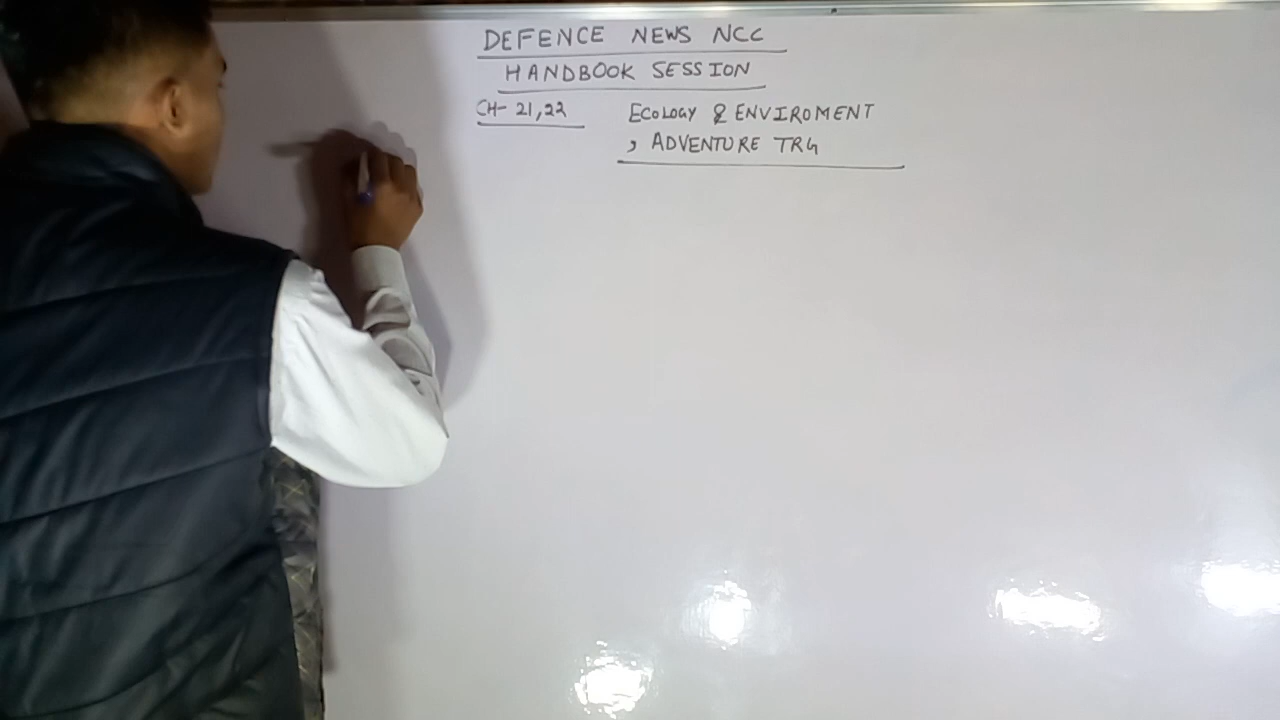 DEFENCE NEWS NCC
HANDBOOK SESSION
CH- 21,22 ECOLOGY & ENVIROMENT
, ADVENTURE TRG